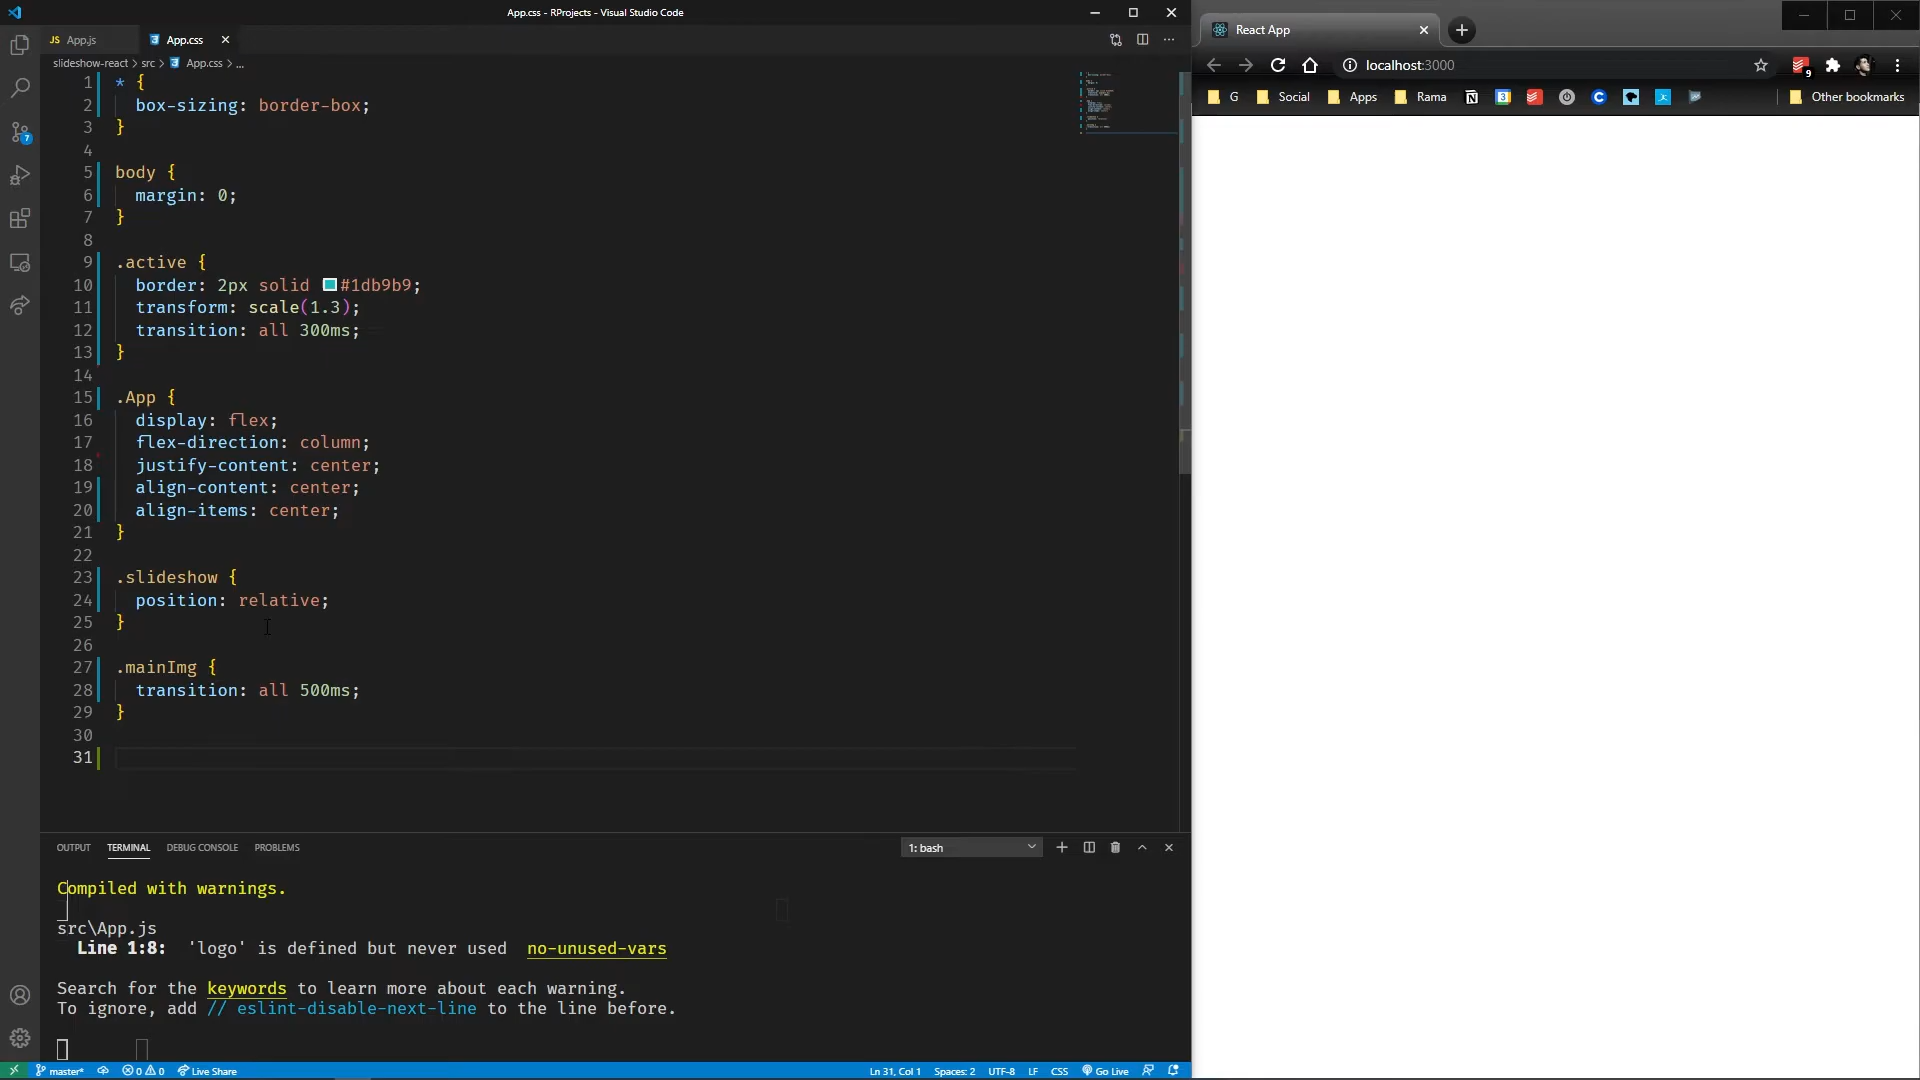 App.css - RProjects - Visual Studio Code
JS App.js
App.css
slideshow-react > src > App.css > ...
1 * {
2 box-sizing: border-box;
3 }
4
5 body {
6 margin: 0;
7 }
8
9 .active {
10 border: 2px solid #1db9b9;
11 transform: scale(1.3);
12 transition: all 300ms;
13 }
14
15 .App {
16 display: flex;
17 flex-direction: column;
18 justify-content: center;
19 align-content: center;
20 align-items: center;
21 }
22
23 .slideshow {
24 position: relative;
25 }
26
27 .mainImg {
28 transition: all 500ms;
29 }
30
31
7
OUTPUT TERMINAL DEBUG CONSOLE PROBLEMS
1: bash
Compiled with warnings.
src\App.js
Line 1:8: 'logo' is defined but never used no-unused-vars
Search for the keywords to learn more about each warning.
To ignore, add // eslint-disable-next-line to the line before.
master* 0 0 Live Share
Ln 31, Col 1 Spaces: 2 UTF-8 LF CSS Go Live
React App
localhost:3000
9
G Social Apps Rama 3 Other bookmarks